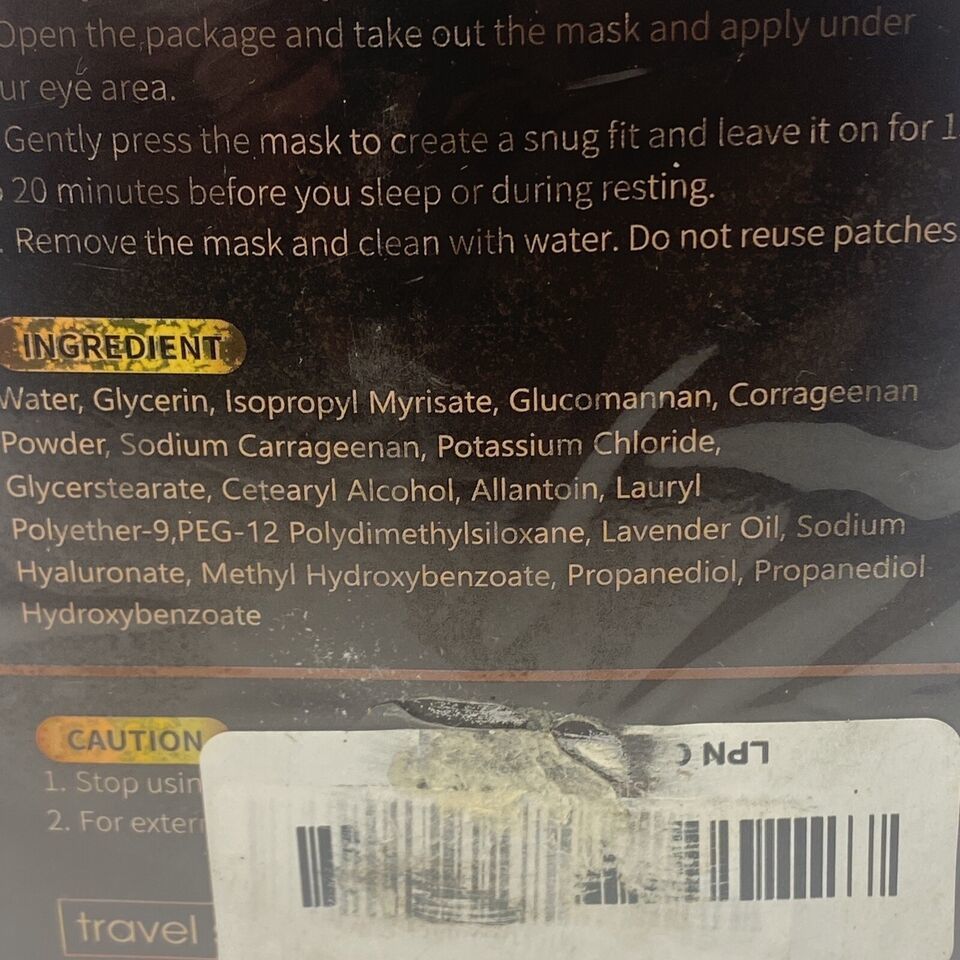 Open the package and take out the mask and apply under
ur eye area.
Gently press the mask to create a snug fit and leave it on for 1
20 minutes before you sleep or during resting.
. Remove the mask and clean with water. Do not reuse patches
INGREDIENT
Water, Glycerin, Isopropyl Myrisate, Glucomannan, Corrageenan
Powder, Sodium Carrageenan, Potassium Chloride,
Glycerstearate, Cetearyl Alcohol, Allantoin, Lauryl
Polyether-9,PEG-12 Polydimethylsiloxane, Lavender Oil, Sodium
Hyaluronate, Methyl Hydroxybenzoate, Propanediol, Propanediol
Hydroxybenzoate
CAUTION
1. Stop usin
2. For extern
LPN
travel